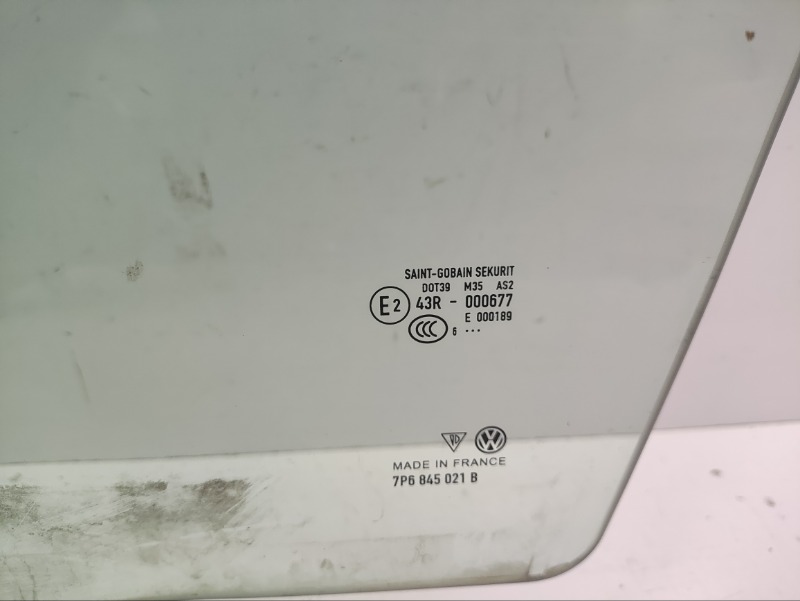 SAINT-GOBAIN SEKURIT
DOT39 M35 AS2
E2 43R - 000677
E 000189
CCC 6 ...
PD VW
MADE IN FRANCE
7P6 845 021 B